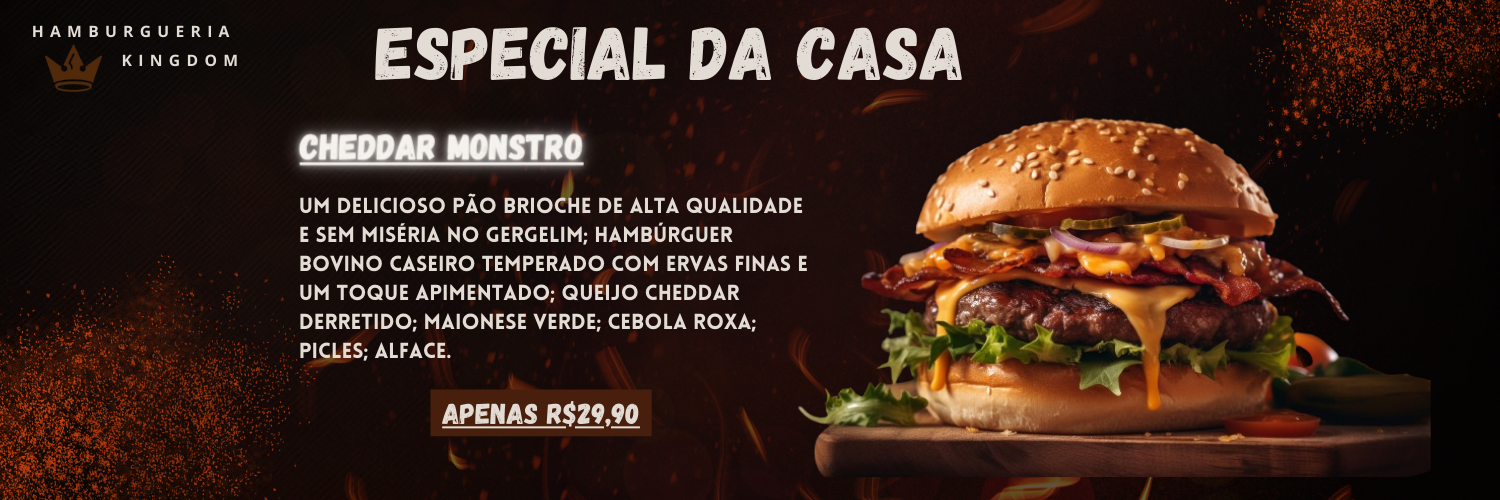 HAMBURGUERIA
KINGDOM
ESPECIAL DA CASA
CHEDDAR MONSTRO
UM DELICIOSO PÃO BRIOCHE DE ALTA QUALIDADE
E SEM MISÉRIA NO GERGELIM; HAMBÚRGUER
BOVINO CASEIRO TEMPERADO COM ERVAS FINAS E
UM TOQUE APIMENTADO; QUEIJO CHEDDAR
DERRETIDO; MAIONESE VERDE; CEBOLA ROXA;
PICLES; ALFACE.
APENAS R$29,90